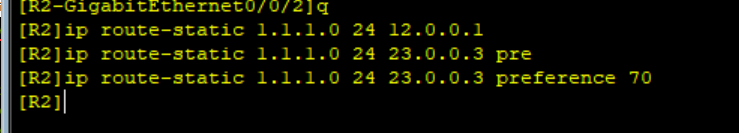 [R2-GigabitEthernet0/0/2]q
[R2]ip route-static 1.1.1.0 24 12.0.0.1
[R2]ip route-static 1.1.1.0 24 23.0.0.3 pre
[R2]ip route-static 1.1.1.0 24 23.0.0.3 preference 70
[R2]